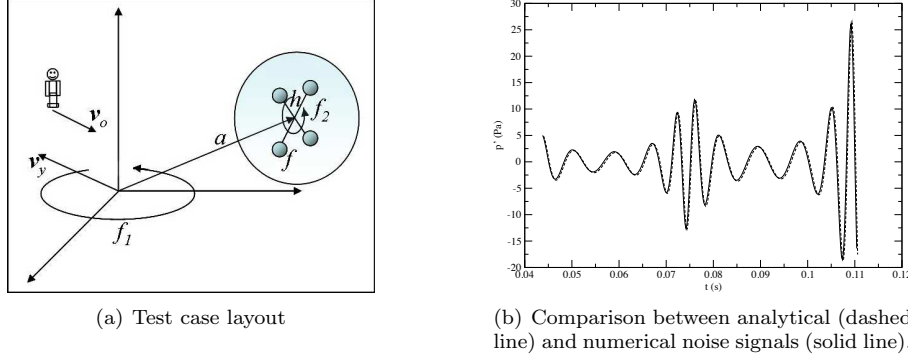 v_o
v_y
a
h
f_2
f
f_1
(a) Test case layout
30
25
20
15
10
5
0
-5
-10
-15
-20
p' (Pa)
0.04 0.05 0.06 0.07 0.08 0.09 0.1 0.11 0.12
t (s)
(b) Comparison between analytical (dashed
line) and numerical noise signals (solid line).